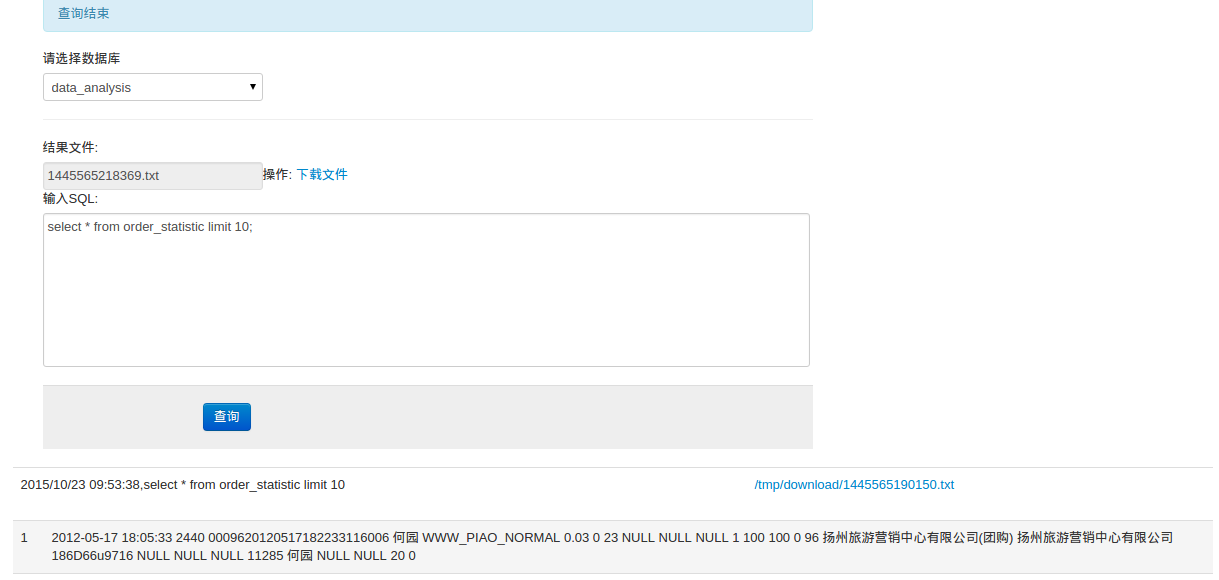 查询结束
请选择数据库
data_analysis
结果文件:
1445565218369.txt 操作: 下载文件
输入SQL:
select * from order_statistic limit 10;
查询
2015/10/23 09:53:38,select * from order_statistic limit 10 /tmp/download/1445565190150.txt
1 2012-05-17 18:05:33 2440 0009620120517182233116006 何园 WWW_PIAO_NORMAL 0.03 0 23 NULL NULL NULL 1 100 100 0 96 扬州旅游营销中心有限公司(团购) 扬州旅游营销中心有限公司
186D66u9716 NULL NULL NULL 11285 何园 NULL NULL 20 0